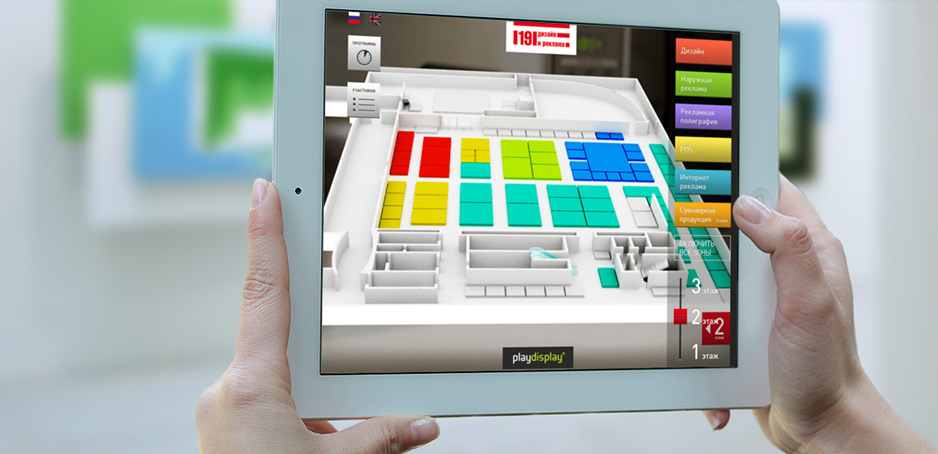 ПРОГРАММА
УЧАСТНИКИ
|19|
дизайн
и реклама
Дизайн
Наружная
реклама
Рекламная
полиграфия
POS
Интернет
реклама
Сувенирная
продукция
ВКЛЮЧИТЬ
ВСЕ ЗОНЫ
3 этаж
2 этаж
1 этаж
2
этаж
playdisplay®